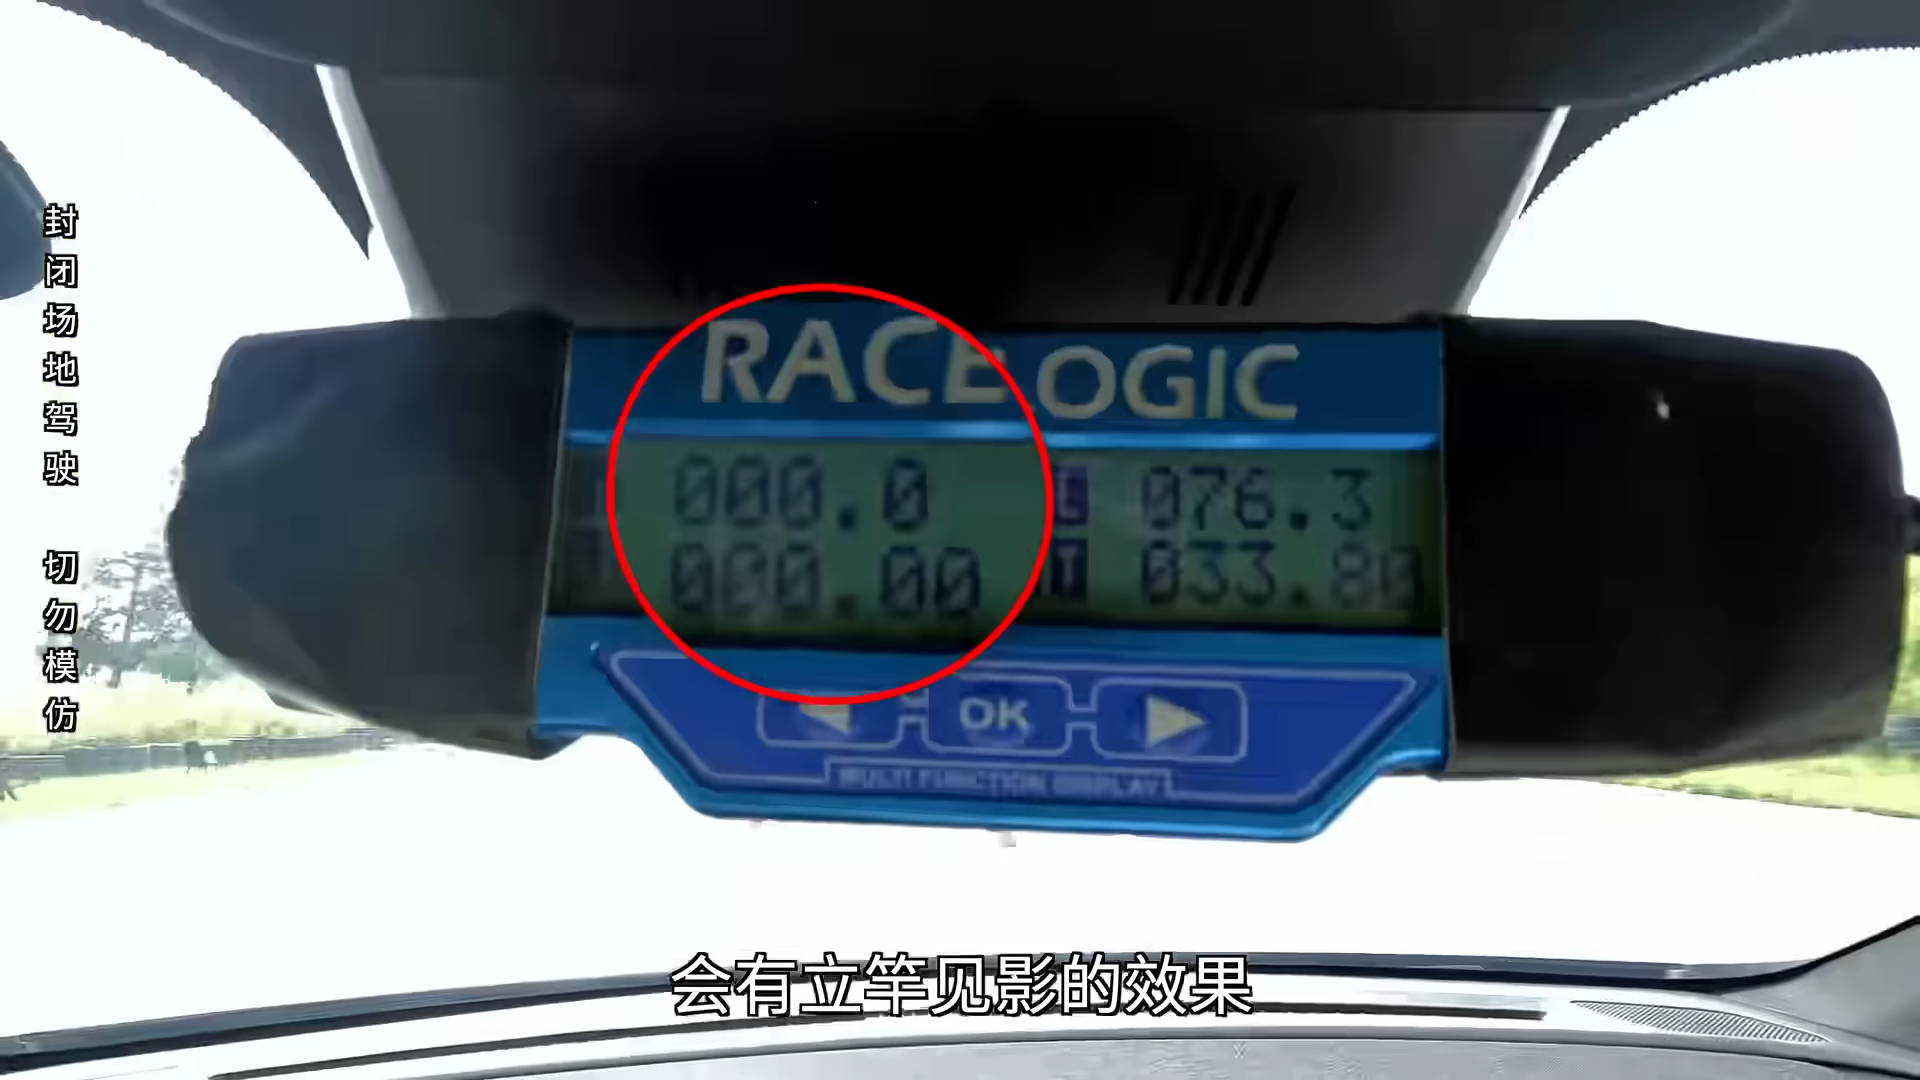 封闭场地驾驶 切勿模仿
RACELOGIC
000.0 L 076.3
000.00 T 033.80
OK
MULTI FUNCTION DISPLAY
会有立竿见影的效果